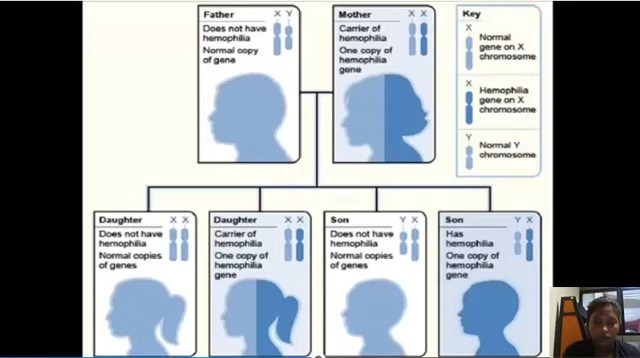 Father X Y
Does not have
hemophilia
Normal copy
of gene
Mother X X
Carrier of
hemophilia
One copy of
hemophilia
gene
Key
X
Normal
gene on X
chromosome
X
Hemophilia
gene on X
chromosome
Y
Normal Y
chromosome
Daughter X X
Does not have
hemophilia
Normal copies
of genes
Daughter X X
Carrier of
hemophilia
One copy of
hemophilia
gene
Son Y X
Does not have
hemophilia
Normal copies
of genes
Son Y X
Has
hemophilia
One copy of
hemophilia
gene